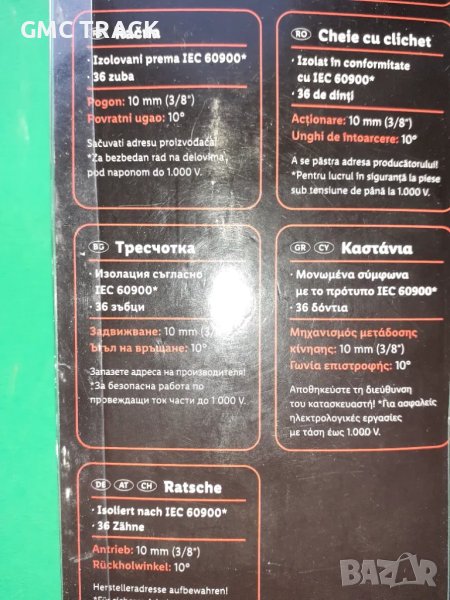 GMC TRACK
Račna
· Izolovani prema IEC 60900*
· 36 zuba
Pogon: 10 mm (3/8")
Povratni ugao: 10°
Sačuvati adresu proizvođača!
*Za bezbedan rad na delovima
pod naponom do 1.000 V.
RO Cheie cu clichet
· Izolat în conformitate
cu IEC 60900*
· 36 de dinți
Acționare: 10 mm (3/8")
Unghi de întoarcere: 10°
A se păstra adresa producătorului!
*Pentru lucrul în siguranță la piese
sub tensiune de până la 1.000 V.
BG Тресчотка
· Изолация съгласно
IEC 60900*
· 36 зъбци
Задвижване: 10 mm (3/8")
Ъгъл на връщане: 10°
Запазете адреса на производителя!
*За безопасна работа по
провеждащи ток части до 1 000 V.
GR CY Καστάνια
· Μονωμένα σύμφωνα
με το πρότυπο IEC 60900*
· 36 δόντια
Μηχανισμός μετάδοσης
κίνησης: 10 mm (3/8")
Γωνία επιστροφής: 10°
Αποθηκεύστε τη διεύθυνση
του κατασκευαστή! *Για ασφαλείς
ηλεκτρολογικές εργασίες
με τάση έως 1.000 V.
DE AT CH Ratsche
· Isoliert nach IEC 60900*
· 36 Zähne
Antrieb: 10 mm (3/8")
Rückholwinkel: 10°
Herstelleradresse aufbewahren!
BAZAR